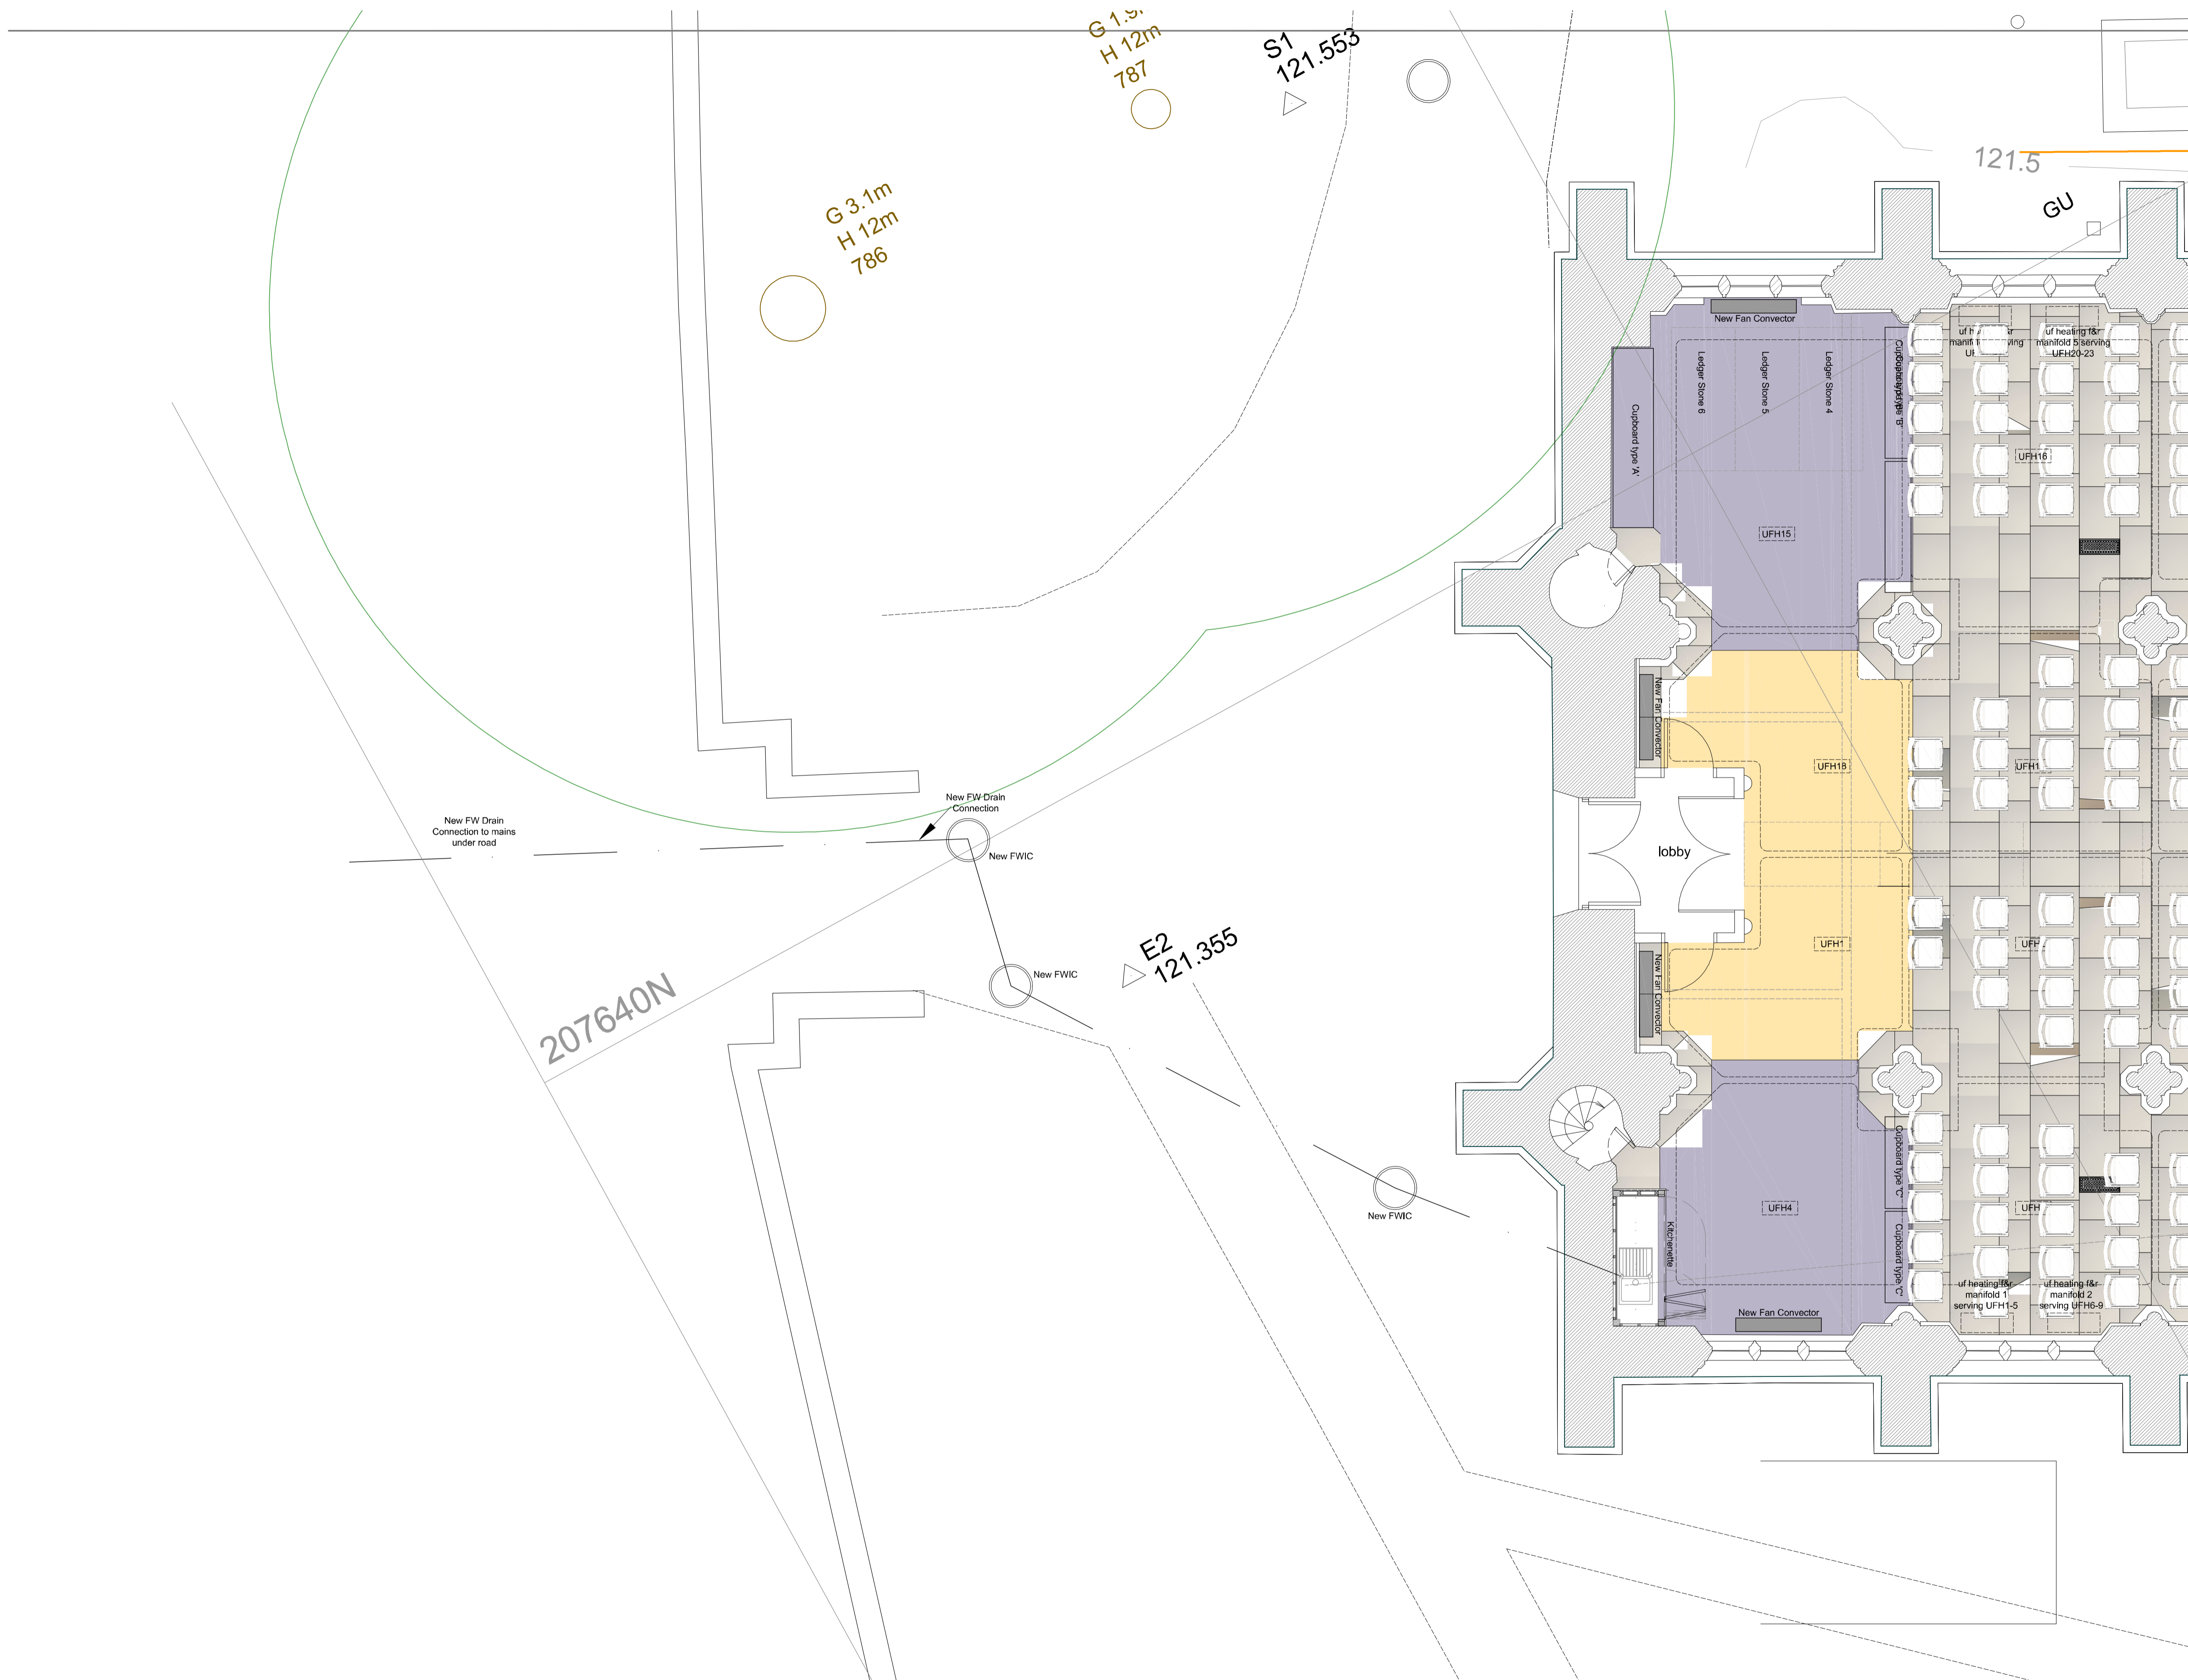 H 12m
787
S1
121.553
G 3.1m
H 12m
786
121.5
GU
New Fan Convector
Ledger Stone 6
Ledger Stone 5
Ledger Stone 4
Cupboard type 'A'
uf heating f&r
manifold 5 serving
UFH20-23
UFH16
UFH15
New Fan Convector
UFH18
lobby
UFH1
New Fan Convector
New FW Drain
Connection to mains
under road
New FW Drain
Connection
New FWIC
New FWIC
E2
121.355
207640N
New FWIC
UFH4
Kitchenette
Cupboard type 'C'
Cupboard type 'C'
New Fan Convector
uf heating f&r
manifold 1
serving UFH1-5
uf heating f&r
manifold 2
serving UFH6-9